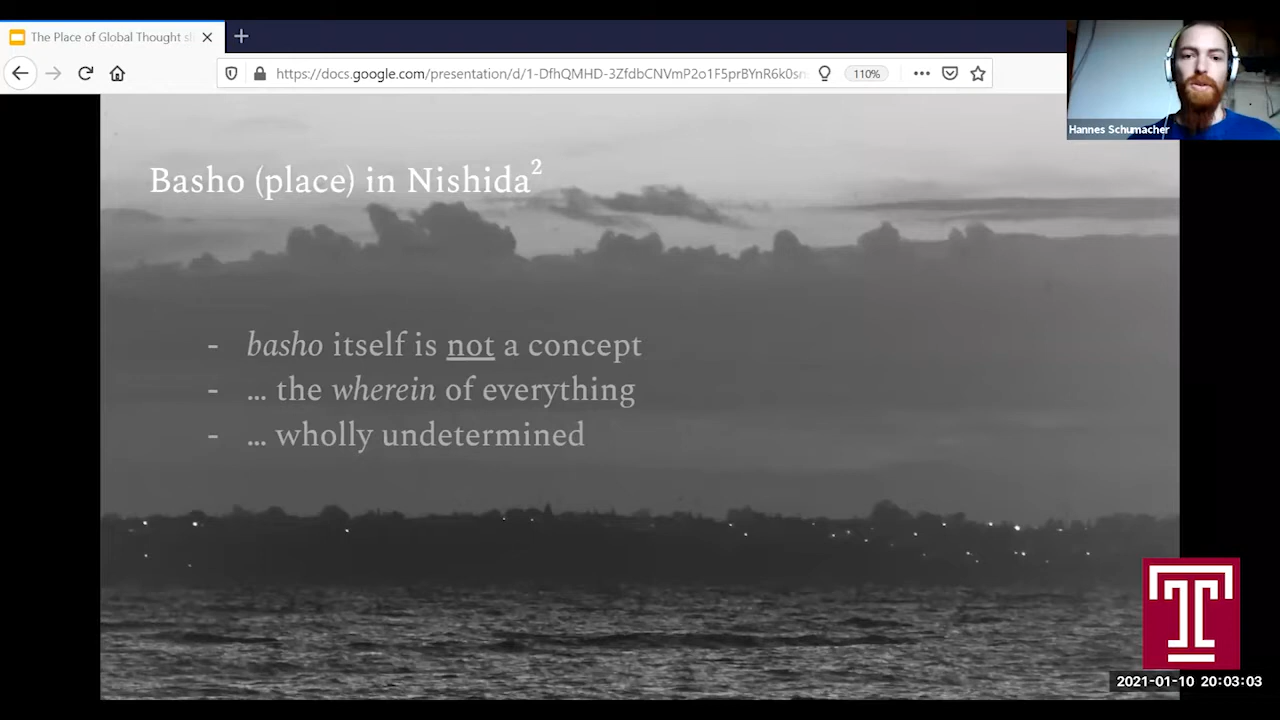 The Place of Global Thought sl
https://docs.google.com/presentation/d/1-DfhQMHD-3ZfdbCNVmP2o1F5prBYnR6k0sn
110%
Hannes Schumacher
Basho (place) in Nishida²
- basho itself is not a concept
- … the wherein of everything
- … wholly undetermined
T
2021-01-10 20:03:03